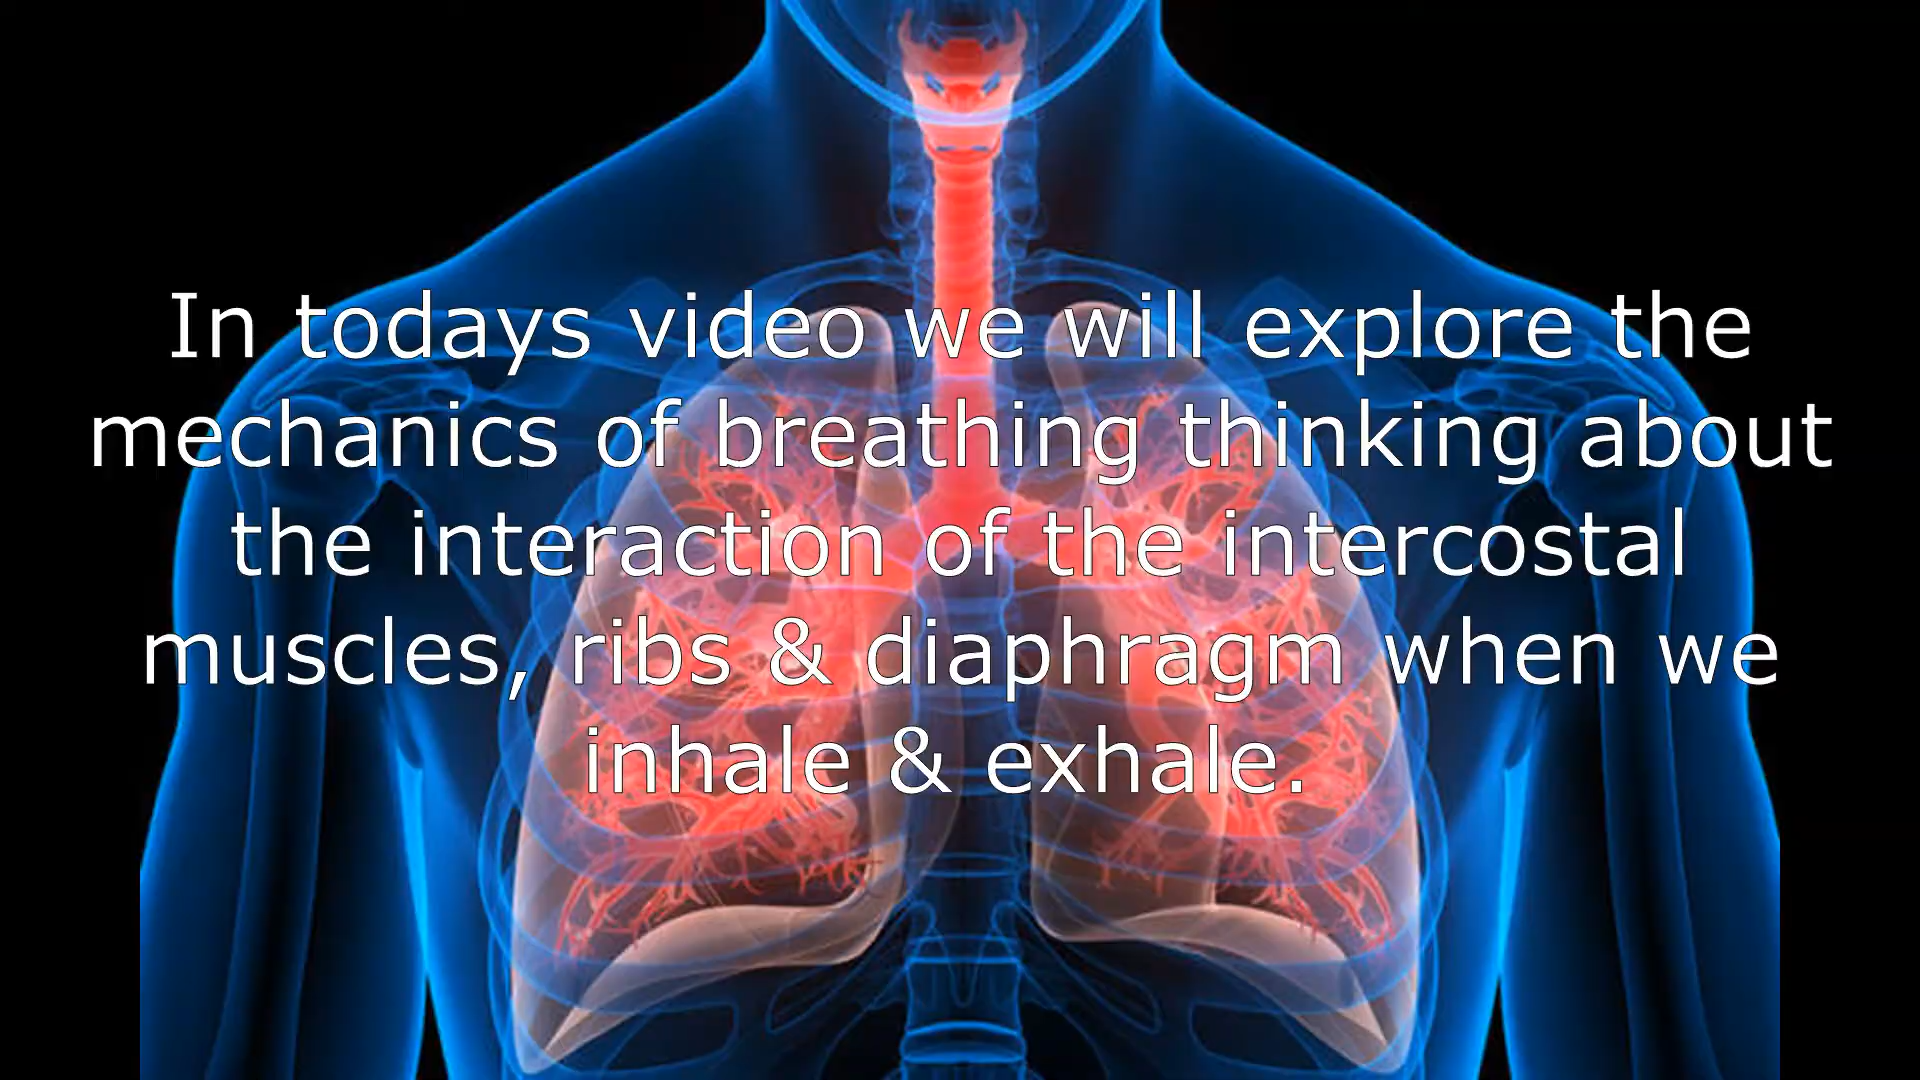 In todays video we will explore the
mechanics of breathing thinking about
the interaction of the intercostal
muscles, ribs & diaphragm when we
inhale & exhale.